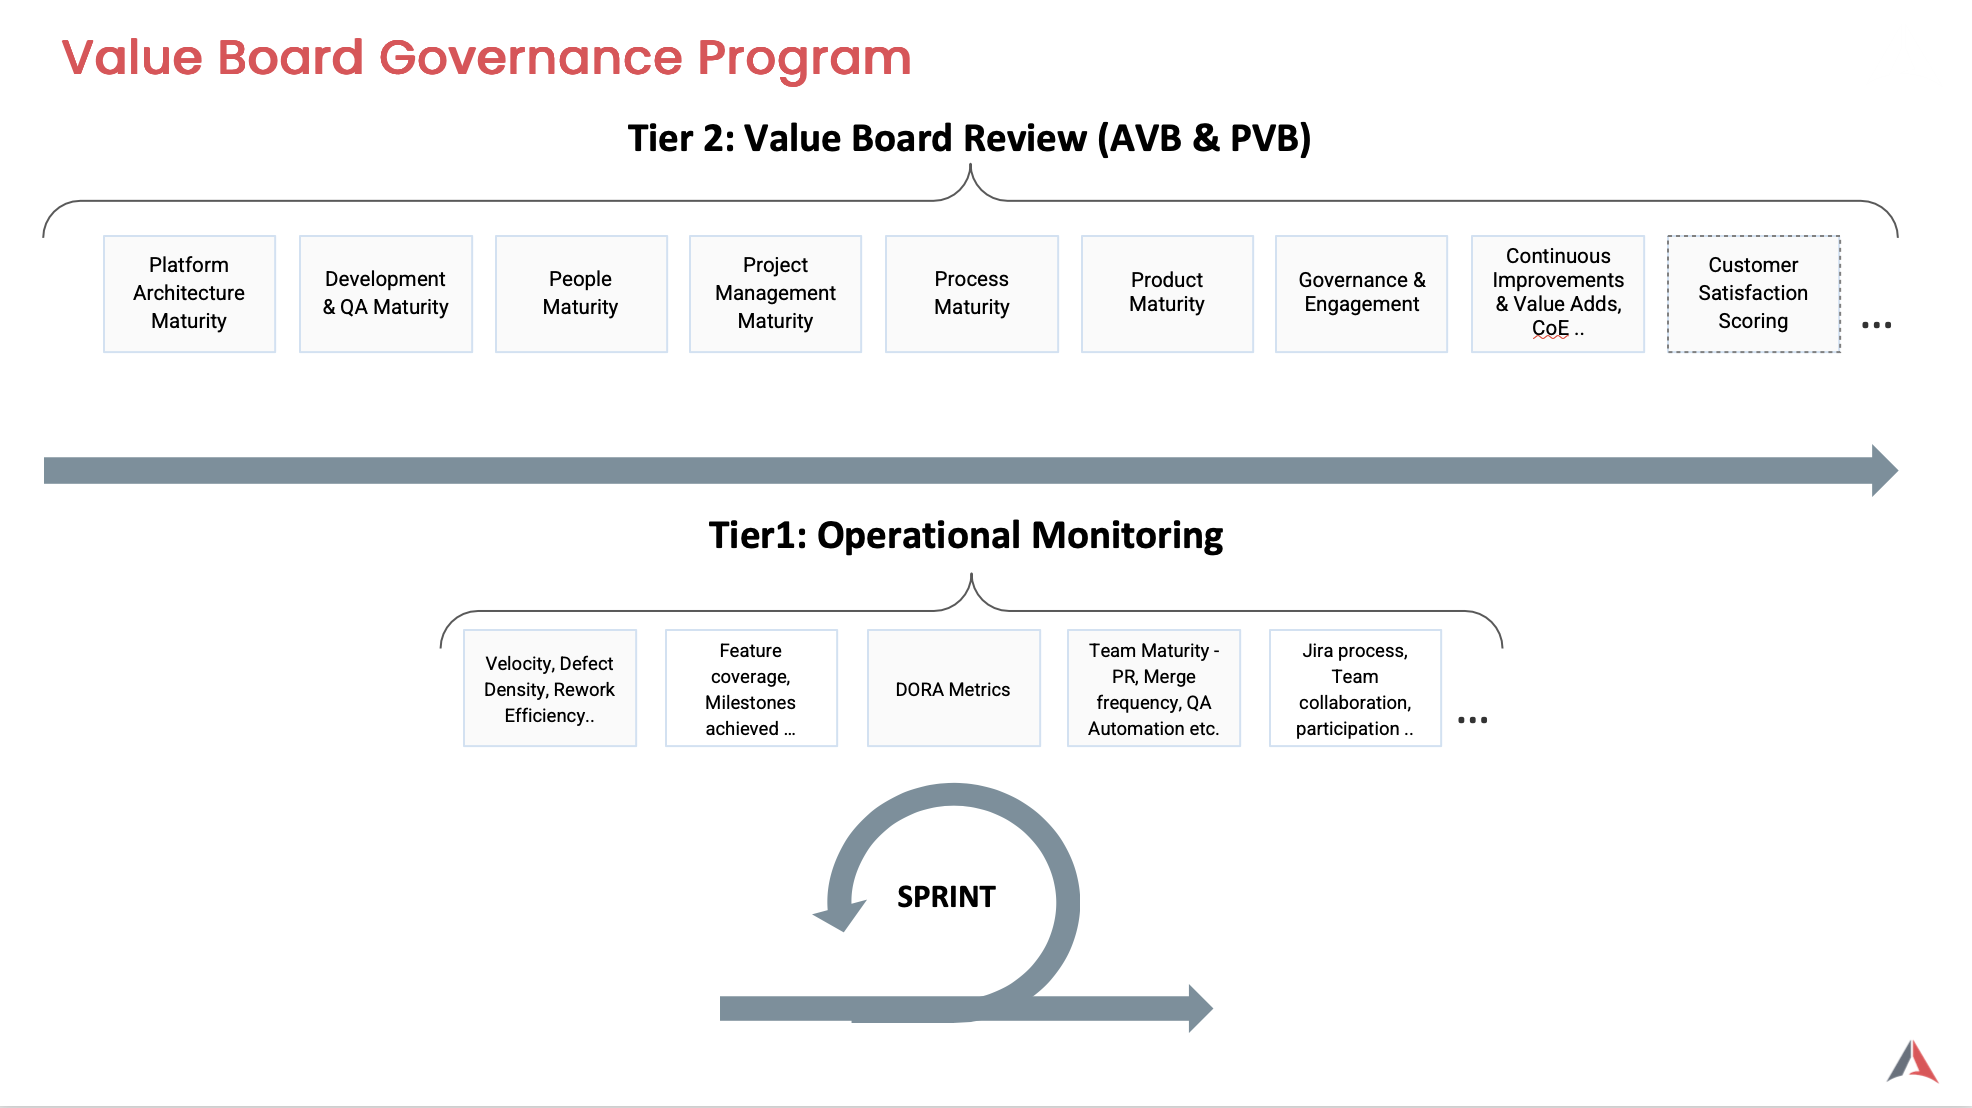 Value Board Governance Program
Tier 2: Value Board Review (AVB & PVB)
Platform
Architecture
Maturity
Development
& QA Maturity
People
Maturity
Project
Management
Maturity
Process
Maturity
Product
Maturity
Governance &
Engagement
Continuous
Improvements
& Value Adds,
CoE ..
Customer
Satisfaction
Scoring
...
Tier1: Operational Monitoring
Velocity, Defect
Density, Rework
Efficiency..
Feature
coverage,
Milestones
achieved ...
DORA Metrics
Team Maturity -
PR, Merge
frequency, QA
Automation etc.
Jira process,
Team
collaboration,
participation ..
...
SPRINT